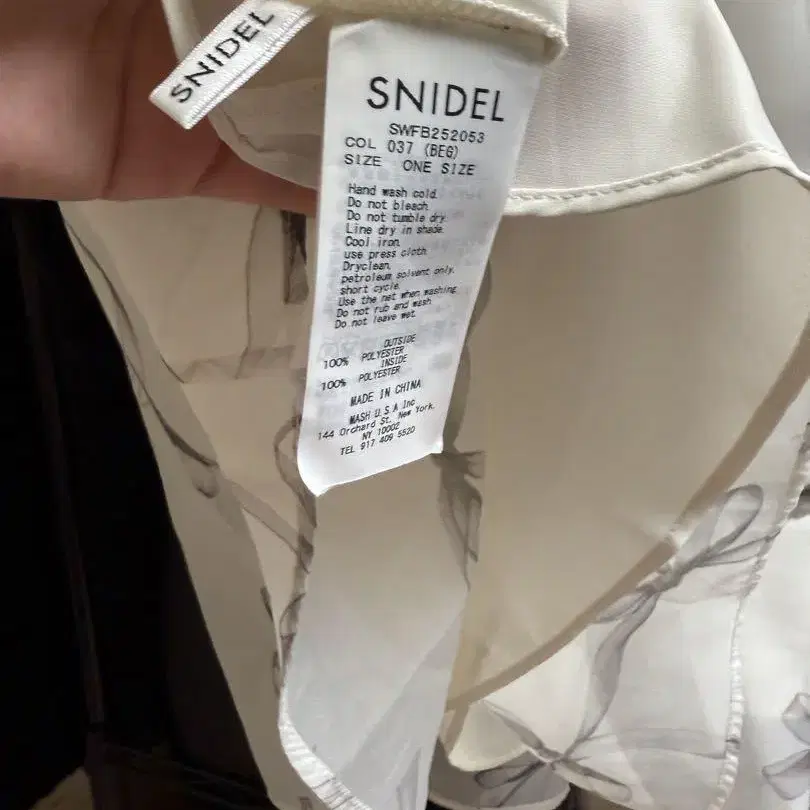 SNIDEL
SNIDEL
SWFB252053
COL 037 (BEG)
SIZE ONE SIZE
Hand wash cold.
Do not bleach.
Do not tumble dry.
Line dry in shade.
Cool iron.
use press cloth.
Dryclean,
petroleum solvent only,
short cycle.
Use the net when washing.
Do not rub and wash
Do not leave wet.
OUTSIDE
100% POLYESTER
INSIDE
100% POLYESTER
MADE IN CHINA
MASH U.S.A Inc
144 Orchard St, New York,
NY 10002
TEL 917 409 5520